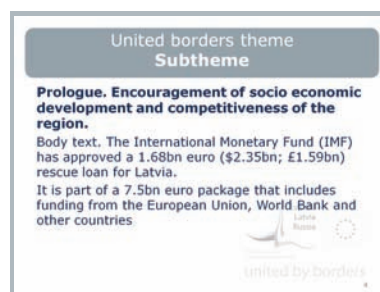 United borders theme
Subtheme
Prologue. Encouragement of socio economic
development and competitiveness of the
region.
Body text. The International Monetary Fund (IMF)
has approved a 1.68bn euro ($2.35bn; £1.59bn)
rescue loan for Latvia.
It is part of a 7.5bn euro package that includes
funding from the European Union, World Bank and
other countries
Latvia
Russia
united by borders